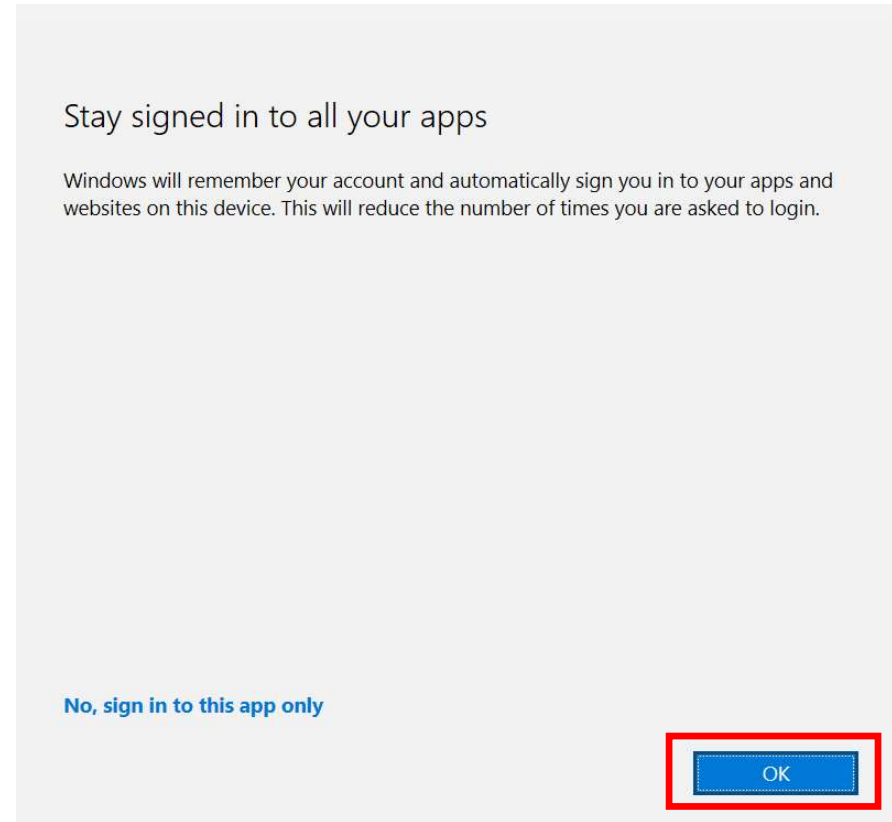 Stay signed in to all your apps
Windows will remember your account and automatically sign you in to your apps and
websites on this device. This will reduce the number of times you are asked to login.
No, sign in to this app only
OK